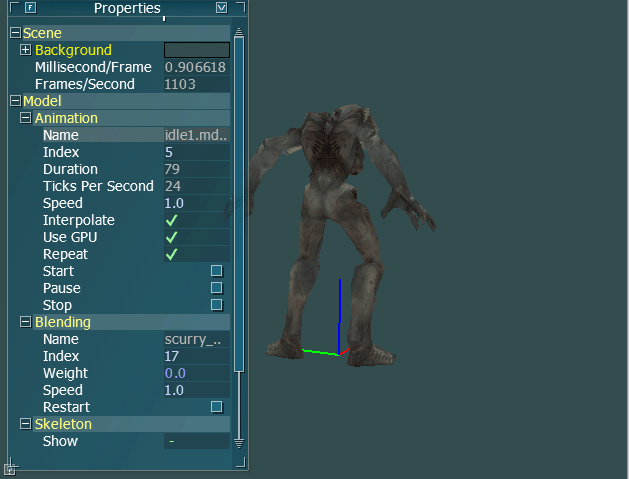 F Properties V
Scene
Background
Millisecond/Frame 0.906618
Frames/Second 1103
Model
Animation
Name idle1.md..
Index 5
Duration 79
Ticks Per Second 24
Speed 1.0
Interpolate
Use GPU
Repeat
Start
Pause
Stop
Blending
Name scurry_..
Index 17
Weight 0.0
Speed 1.0
Restart
Skeleton
Show -